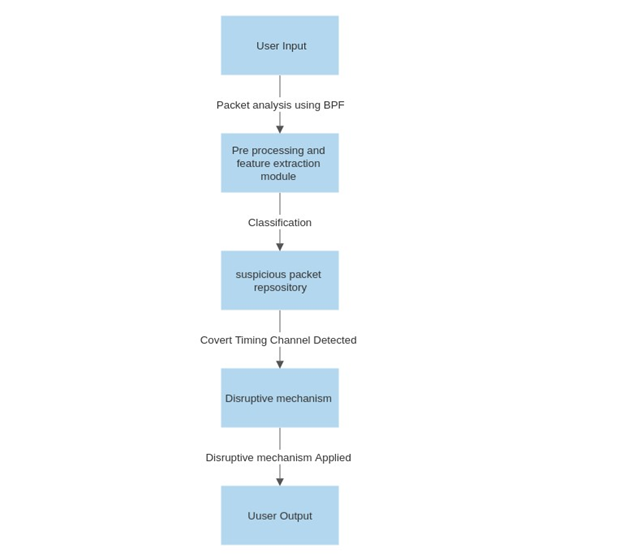 User Input
Packet analysis using BPF
Pre processing and
feature extraction
module
Classification
suspicious packet
repsository
Covert Timing Channel Detected
Disruptive mechanism
Disruptive mechanism Applied
Uuser Output